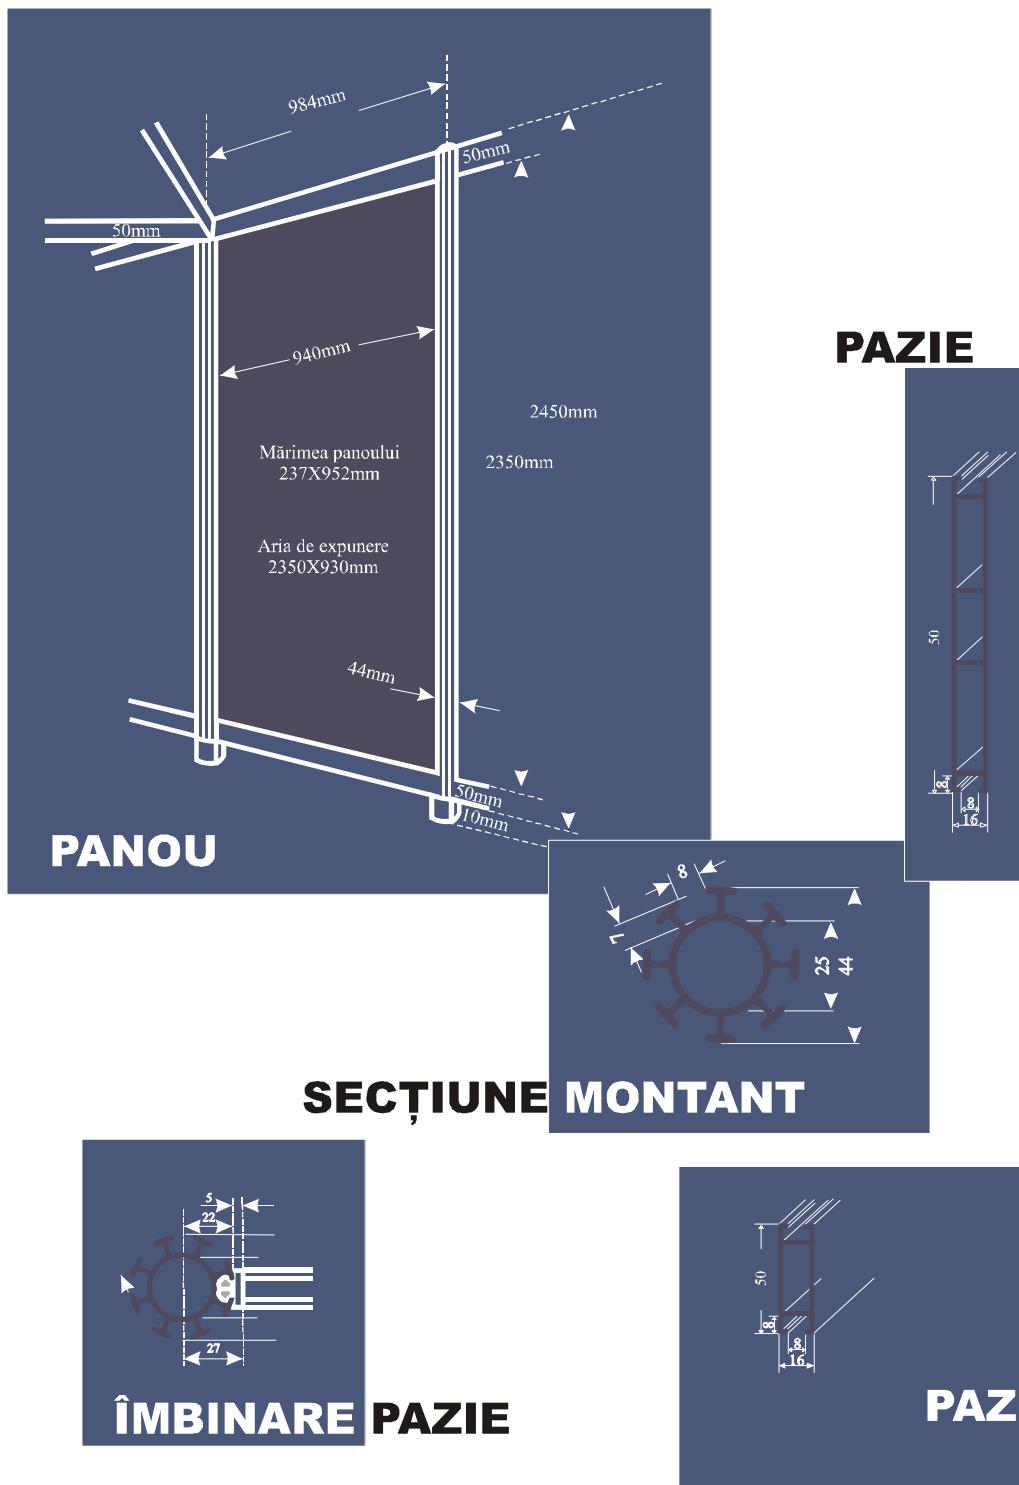 984mm
50mm
50mm
940mm
2450mm
2350mm
Mărimea panoului
237X952mm
Aria de expunere
2350X930mm
44mm
50mm
10mm
PANOU
PAZIE
50
8
8
16
8
7
25
44
SECȚIUNE MONTANT
5
22
27
ÎMBINARE PAZIE
50
8
8
16
PAZ